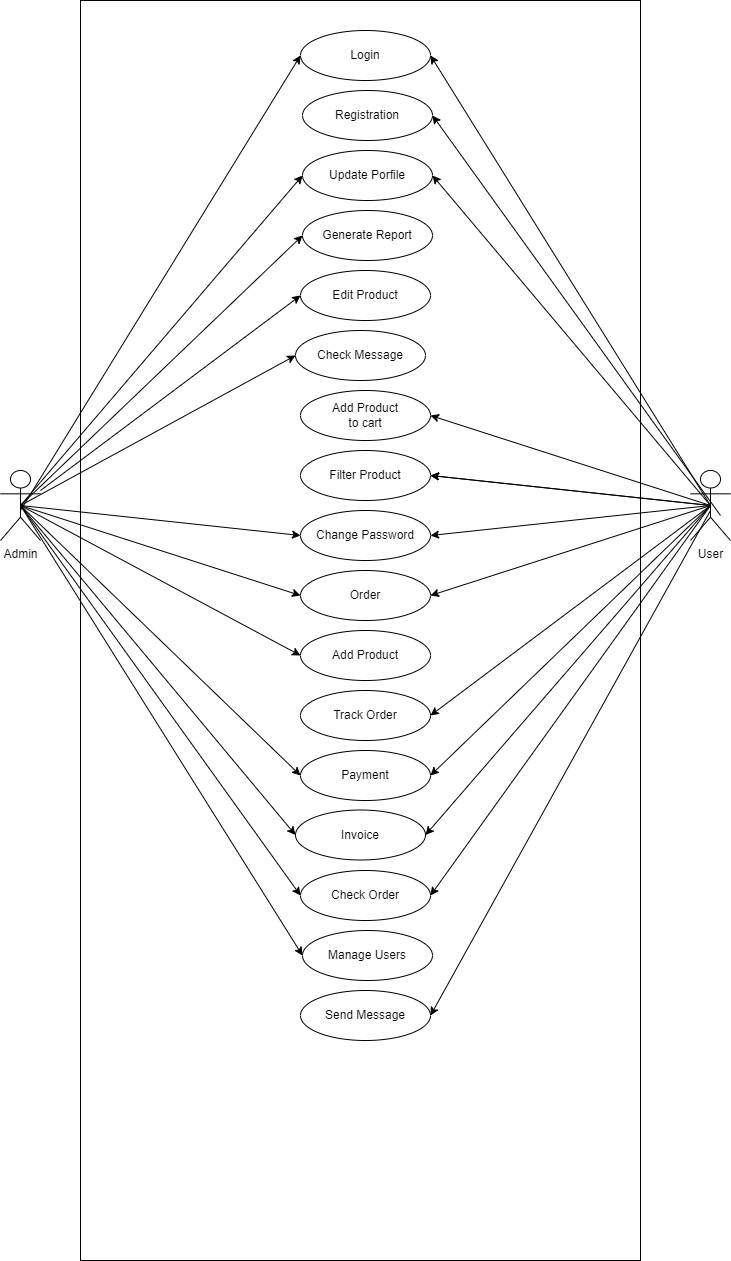 Login
Registration
Update Porfile
Generate Report
Edit Product
Check Message
Add Product
to cart
Filter Product
Change Password
Admin
User
Order
Add Product
Track Order
Payment
Invoice
Check Order
Manage Users
Send Message